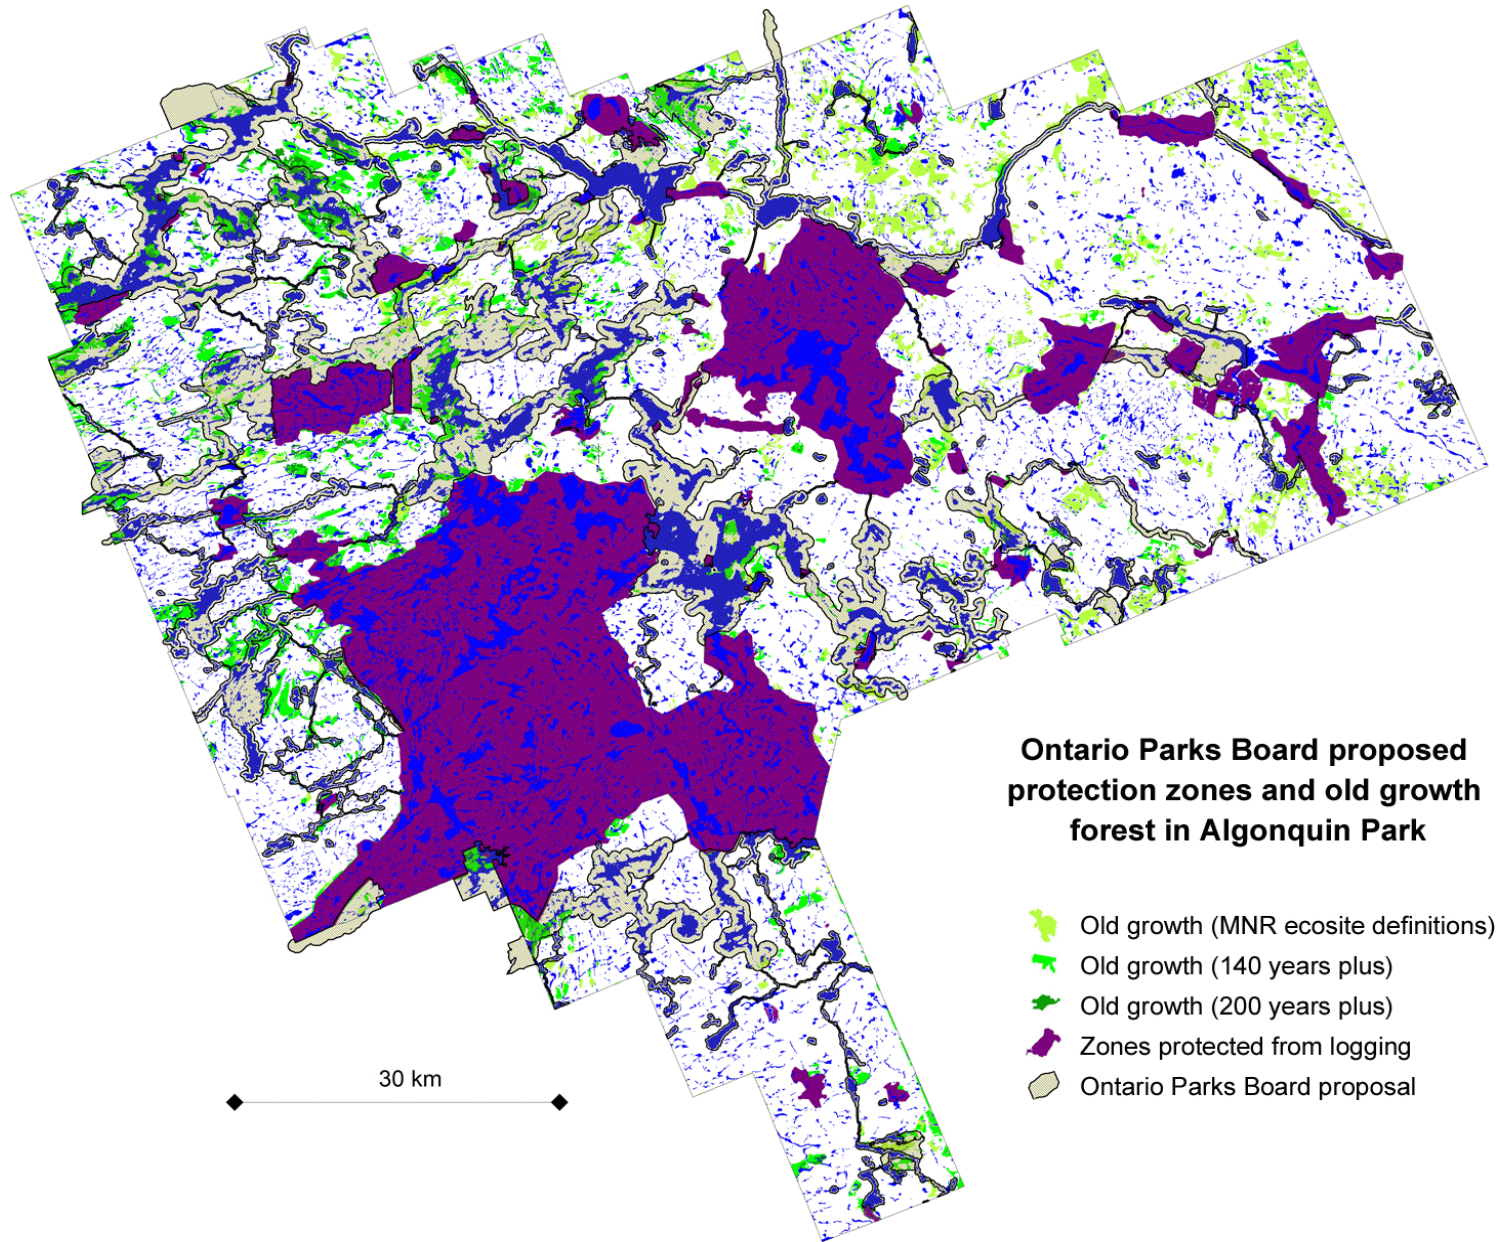 Ontario Parks Board proposed
protection zones and old growth
forest in Algonquin Park
Old growth (MNR ecosite definitions)
Old growth (140 years plus)
Old growth (200 years plus)
Zones protected from logging
Ontario Parks Board proposal
30 km